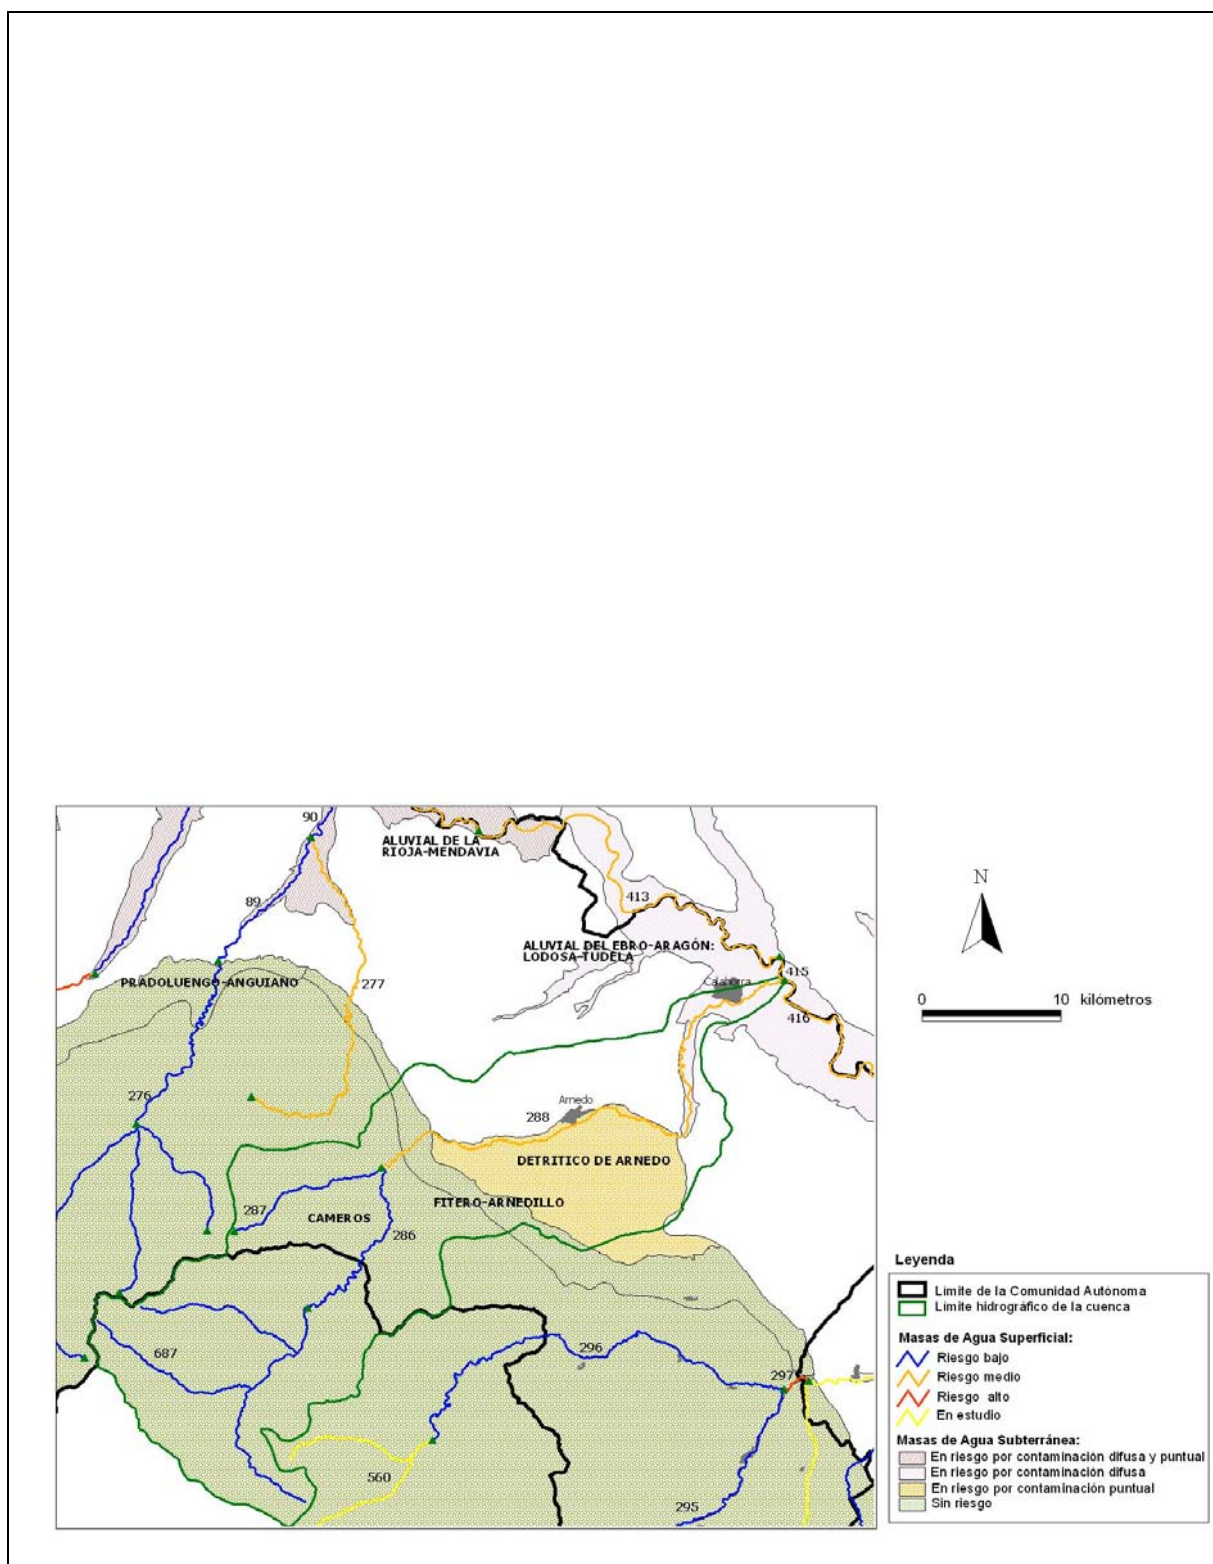 90
ALUVIAL DE LA
RIOJA-MENDAVIA
89
413
ALUVIAL DEL EBRO-ARAGÓN:
LODOSA-TUDELA
PRADOLUENGO-ANGUIANO
277
Calahorra
415
416
276
Arnedo
288
DETRITICO DE ARNEDO
287
CAMEROS
FITERO-ARNEDILLO
286
687
296
297
560
295
N
0 10 kilómetros
Leyenda
Límite de la Comunidad Autónoma
Límite hidrográfico de la cuenca
Masas de Agua Superficial:
Riesgo bajo
Riesgo medio
Riesgo alto
En estudio
Masas de Agua Subterránea:
En riesgo por contaminación difusa y puntual
En riesgo por contaminación difusa
En riesgo por contaminación puntual
Sin riesgo